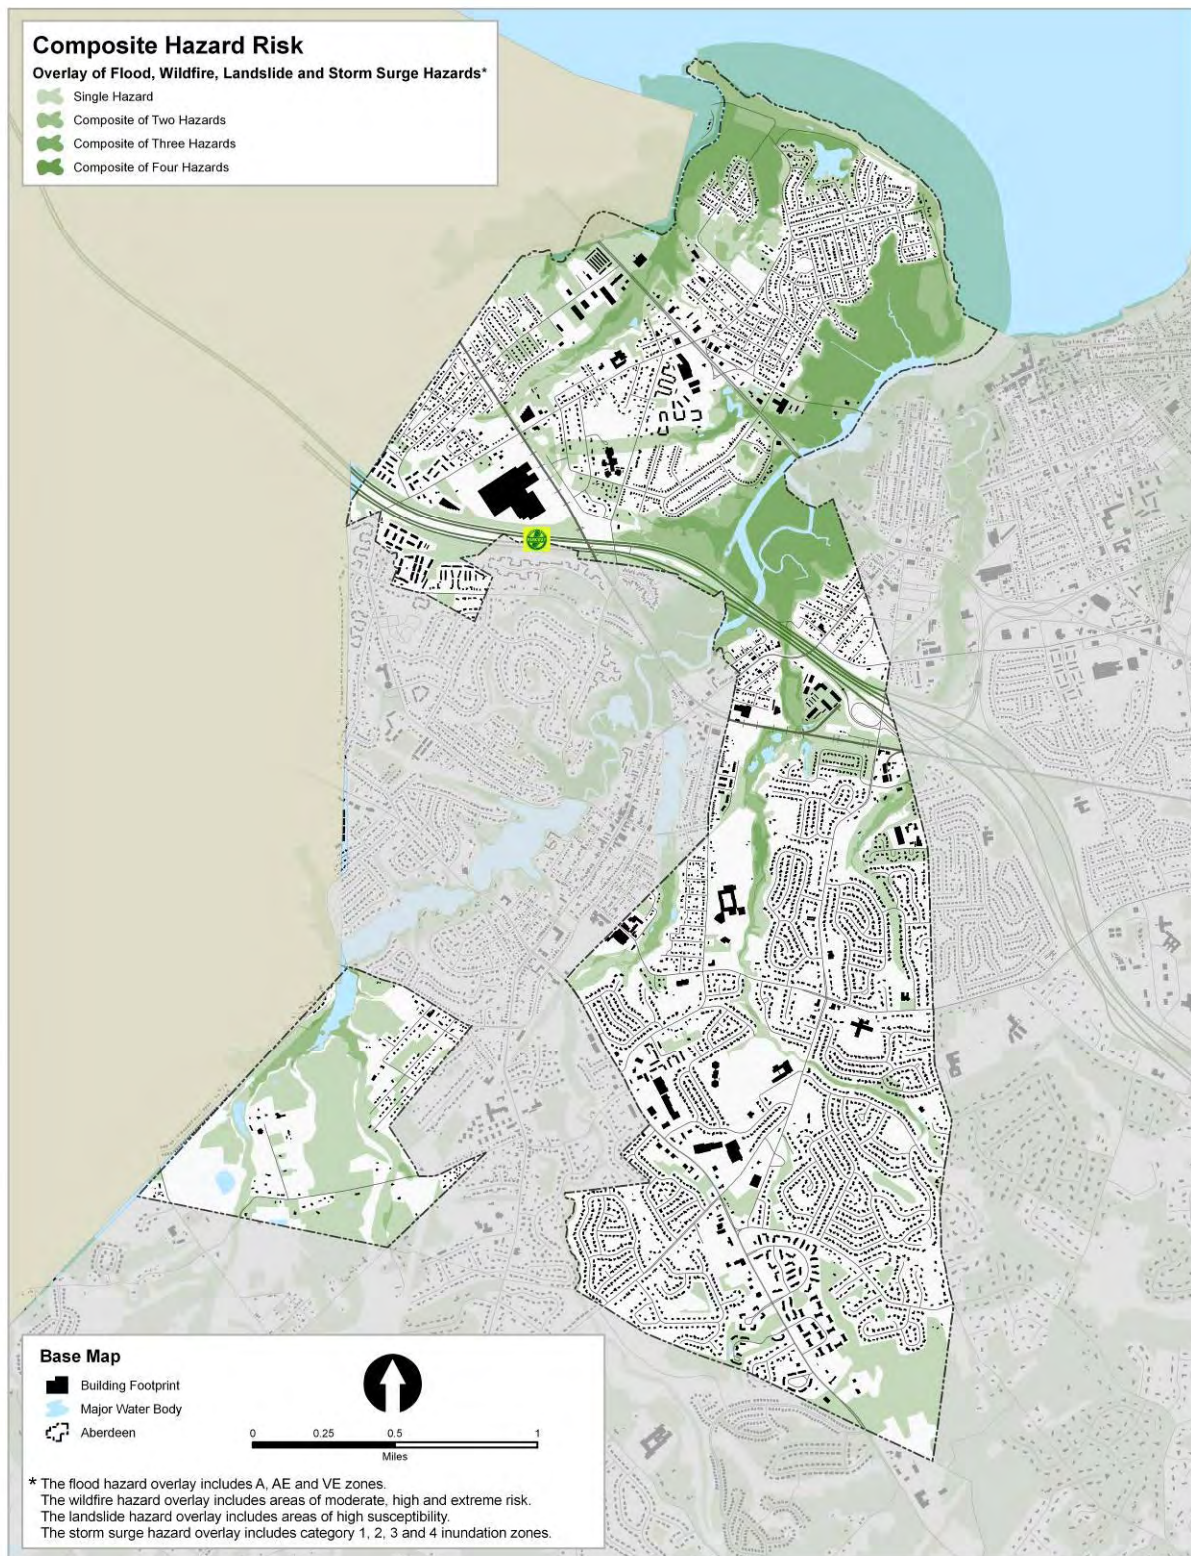 Composite Hazard Risk
Overlay of Flood, Wildfire, Landslide and Storm Surge Hazards*
Single Hazard
Composite of Two Hazards
Composite of Three Hazards
Composite of Four Hazards
Base Map
Building Footprint
Major Water Body
Aberdeen
0 0.25 0.5 1
Miles
* The flood hazard overlay includes A, AE and VE zones.
The wildfire hazard overlay includes areas of moderate, high and extreme risk.
The landslide hazard overlay includes areas of high susceptibility.
The storm surge hazard overlay includes category 1, 2, 3 and 4 inundation zones.